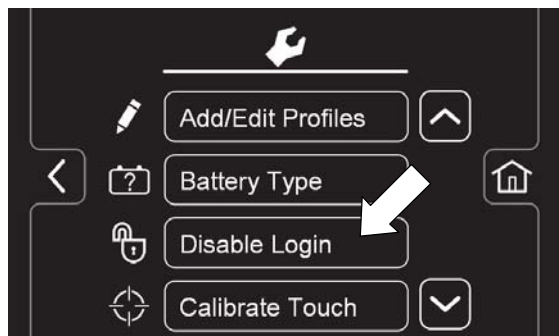 Add/Edit Profiles
Battery Type
Disable Login
Calibrate Touch